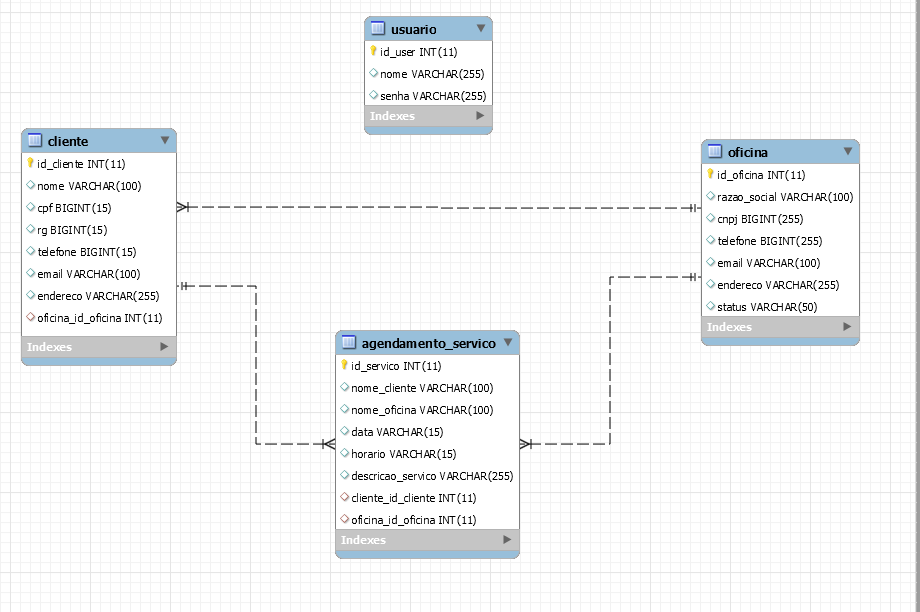 usuario
id_user INT(11)
nome VARCHAR(255)
senha VARCHAR(255)
Indexes
cliente
id_cliente INT(11)
nome VARCHAR(100)
cpf BIGINT(15)
rg BIGINT(15)
telefone BIGINT(15)
email VARCHAR(100)
endereco VARCHAR(255)
oficina_id_oficina INT(11)
Indexes
oficina
id_oficina INT(11)
razao_social VARCHAR(100)
cnpj BIGINT(255)
telefone BIGINT(255)
email VARCHAR(100)
endereco VARCHAR(255)
status VARCHAR(50)
Indexes
agendamento_servico
id_servico INT(11)
nome_cliente VARCHAR(100)
nome_oficina VARCHAR(100)
data VARCHAR(15)
horario VARCHAR(15)
descricao_servico VARCHAR(255)
cliente_id_cliente INT(11)
oficina_id_oficina INT(11)
Indexes